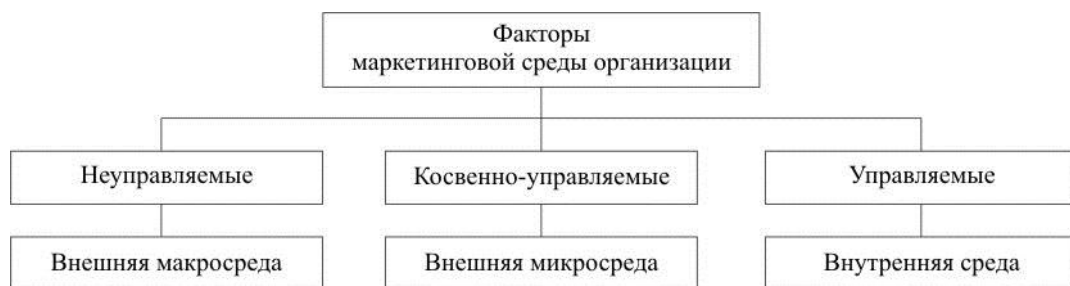 Факторы
маркетинговой среды организации
Неуправляемые
Косвенно-управляемые
Управляемые
Внешняя макросреда
Внешняя микросреда
Внутренняя среда